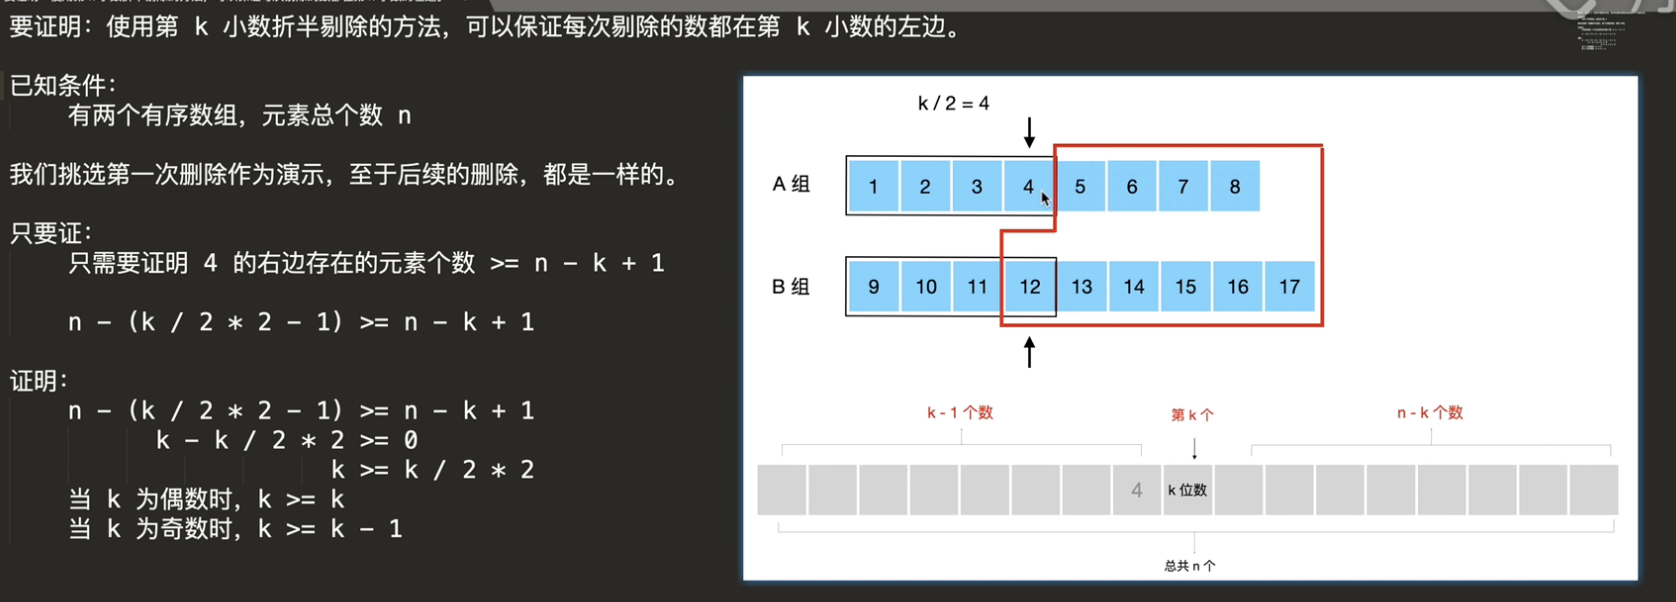 要证明: 使用第 k 小数折半剔除的方法，可以保证每次剔除的数都在第 k 小数的左边。
已知条件:
有两个有序数组，元素总个数 n
我们挑选第一次删除作为演示，至于后续的删除，都是一样的。
只要证:
只需要证明 4 的右边存在的元素个数 >= n - k + 1
n - (k / 2 * 2 - 1) >= n - k + 1
证明:
n - (k / 2 * 2 - 1) >= n - k + 1
k - k / 2 * 2 >= 0
k >= k / 2 * 2
当 k 为偶数时, k >= k
当 k 为奇数时, k >= k - 1
k / 2 = 4
A 组 1 2 3 4 5 6 7 8
B 组 9 10 11 12 13 14 15 16 17
k - 1 个数 第 k 个 n - k 个数
4 k 位数
总共 n 个